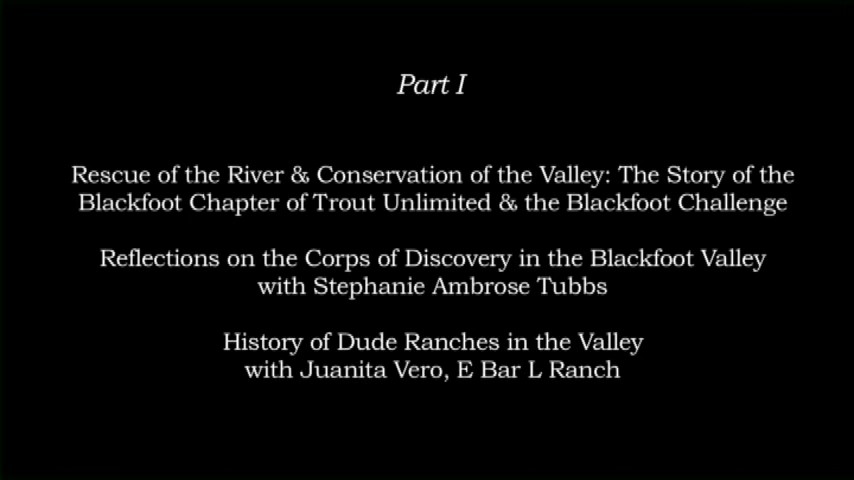 Part I
Rescue of the River & Conservation of the Valley: The Story of the
Blackfoot Chapter of Trout Unlimited & the Blackfoot Challenge
Reflections on the Corps of Discovery in the Blackfoot Valley
with Stephanie Ambrose Tubbs
History of Dude Ranches in the Valley
with Juanita Vero, E Bar L Ranch